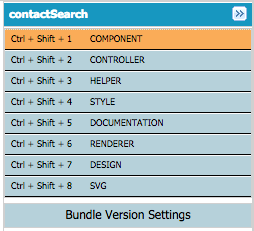 contactSearch
Ctrl + Shift + 1 COMPONENT
Ctrl + Shift + 2 CONTROLLER
Ctrl + Shift + 3 HELPER
Ctrl + Shift + 4 STYLE
Ctrl + Shift + 5 DOCUMENTATION
Ctrl + Shift + 6 RENDERER
Ctrl + Shift + 7 DESIGN
Ctrl + Shift + 8 SVG
Bundle Version Settings